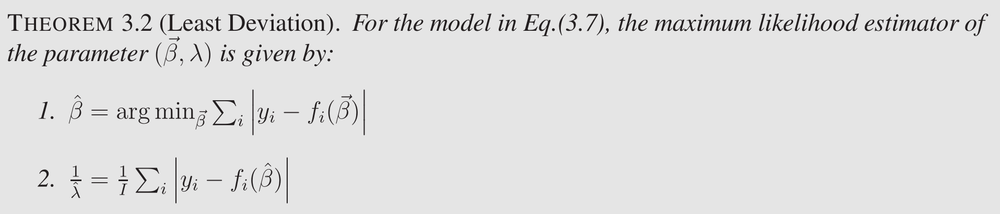 THEOREM 3.2 (Least Deviation). For the model in Eq.(3.7), the maximum likelihood estimator of
the parameter $(\vec{\beta}, \lambda)$ is given by:
1. $\hat{\beta} = \arg\min_{\vec{\beta}} \sum_i \left| y_i - f_i(\vec{\beta}) \right|$
2. $\frac{1}{\hat{\lambda}} = \frac{1}{I} \sum_i \left| y_i - f_i(\hat{\beta}) \right|$